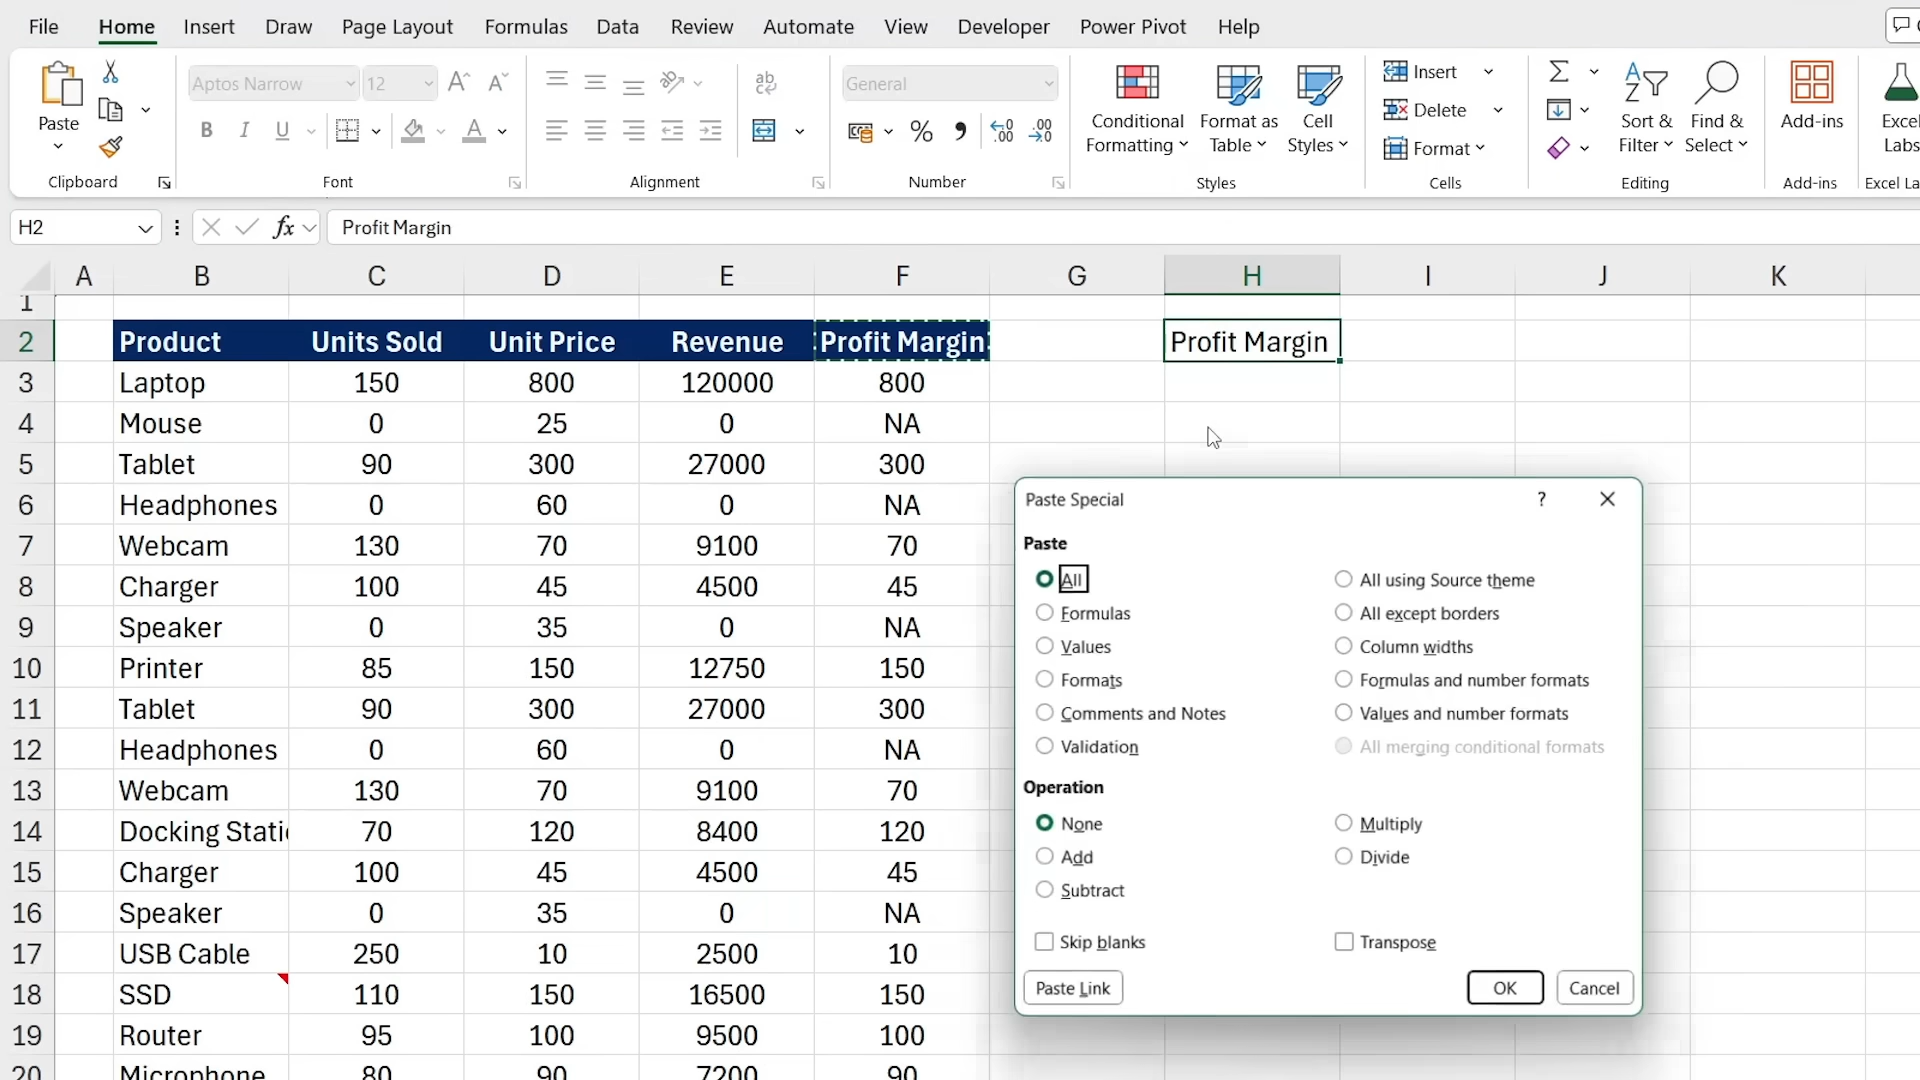 File Home Insert Draw Page Layout Formulas Data Review Automate View Developer Power Pivot Help
Paste
Clipboard
Aptos Narrow 12
B I U
Font
Alignment
General
Number
Conditional Formatting
Format as Table
Cell Styles
Styles
Insert
Delete
Format
Cells
Sort & Filter
Find & Select
Editing
Add-ins
Add-ins
Excel Labs
Excel La
H2 fx Profit Margin
A B C D E F G H I J K
1
2 Product Units Sold Unit Price Revenue Profit Margin Profit Margin
3 Laptop 150 800 120000 800
4 Mouse 0 25 0 NA
5 Tablet 90 300 27000 300
6 Headphones 0 60 0 NA
7 Webcam 130 70 9100 70
8 Charger 100 45 4500 45
9 Speaker 0 35 0 NA
10 Printer 85 150 12750 150
11 Tablet 90 300 27000 300
12 Headphones 0 60 0 NA
13 Webcam 130 70 9100 70
14 Docking Stati 70 120 8400 120
15 Charger 100 45 4500 45
16 Speaker 0 35 0 NA
17 USB Cable 250 10 2500 10
18 SSD 110 150 16500 150
19 Router 95 100 9500 100
20 Microphone 80 90 7200 90
Paste Special ?
Paste
All All using Source theme
Formulas All except borders
Values Column widths
Formats Formulas and number formats
Comments and Notes Values and number formats
Validation All merging conditional formats
Operation
None Multiply
Add Divide
Subtract
Skip blanks Transpose
Paste Link OK Cancel